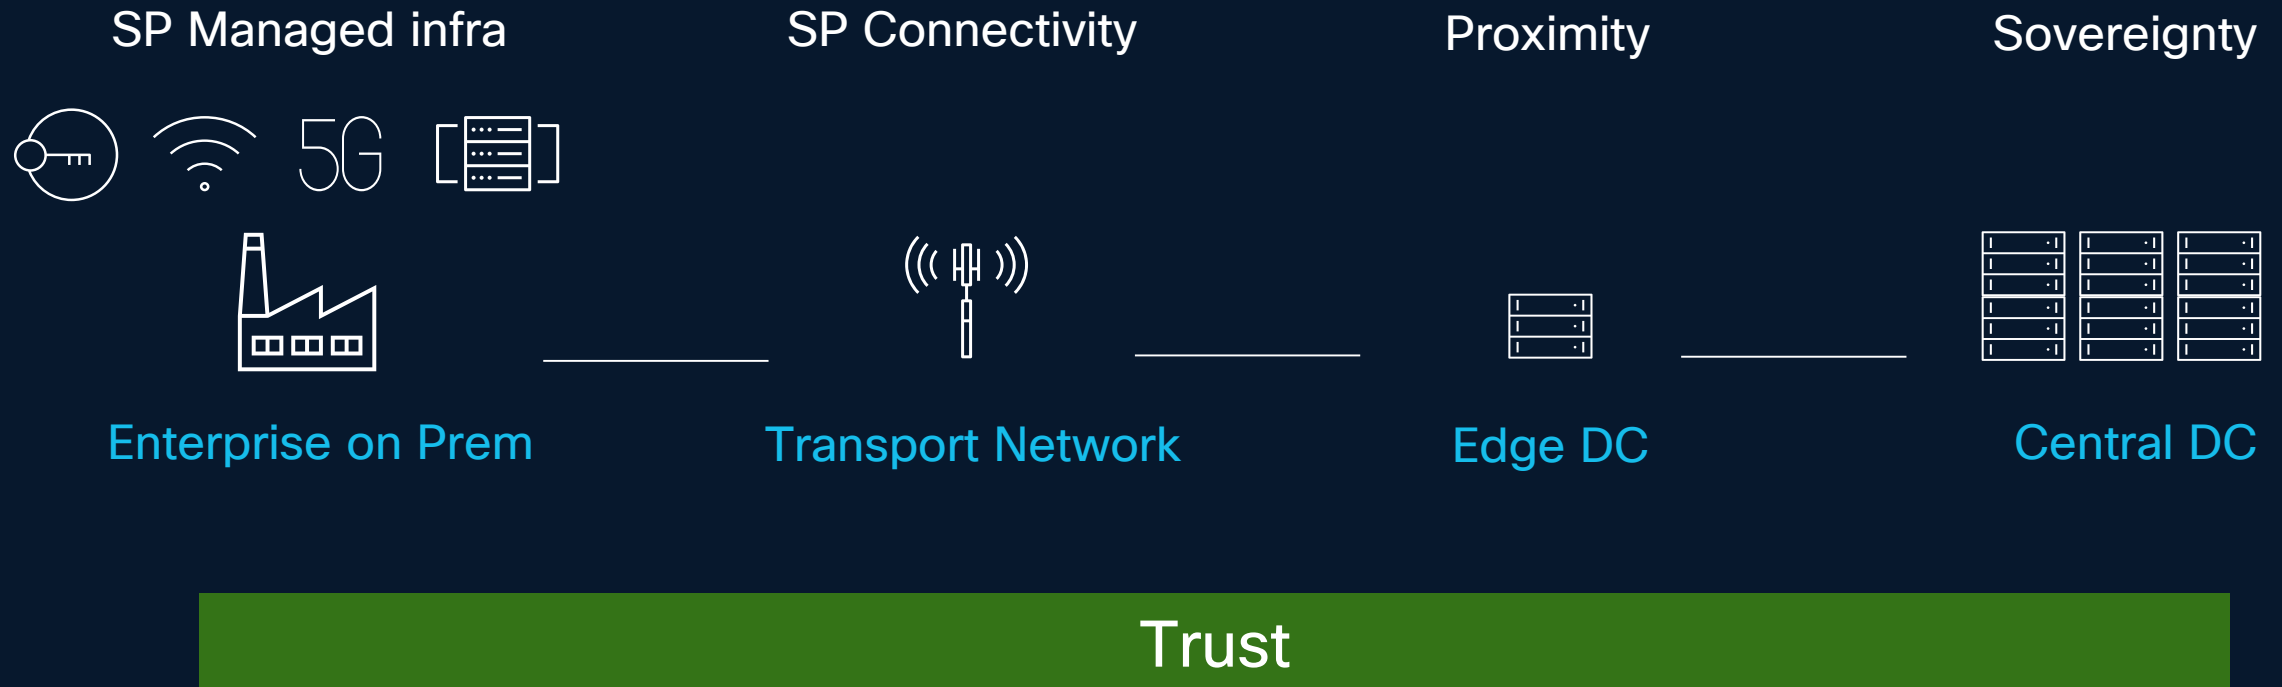 SP Managed infra
SP Connectivity
Proximity
Sovereignty
5G
Enterprise on Prem
Transport Network
Edge DC
Central DC
Trust